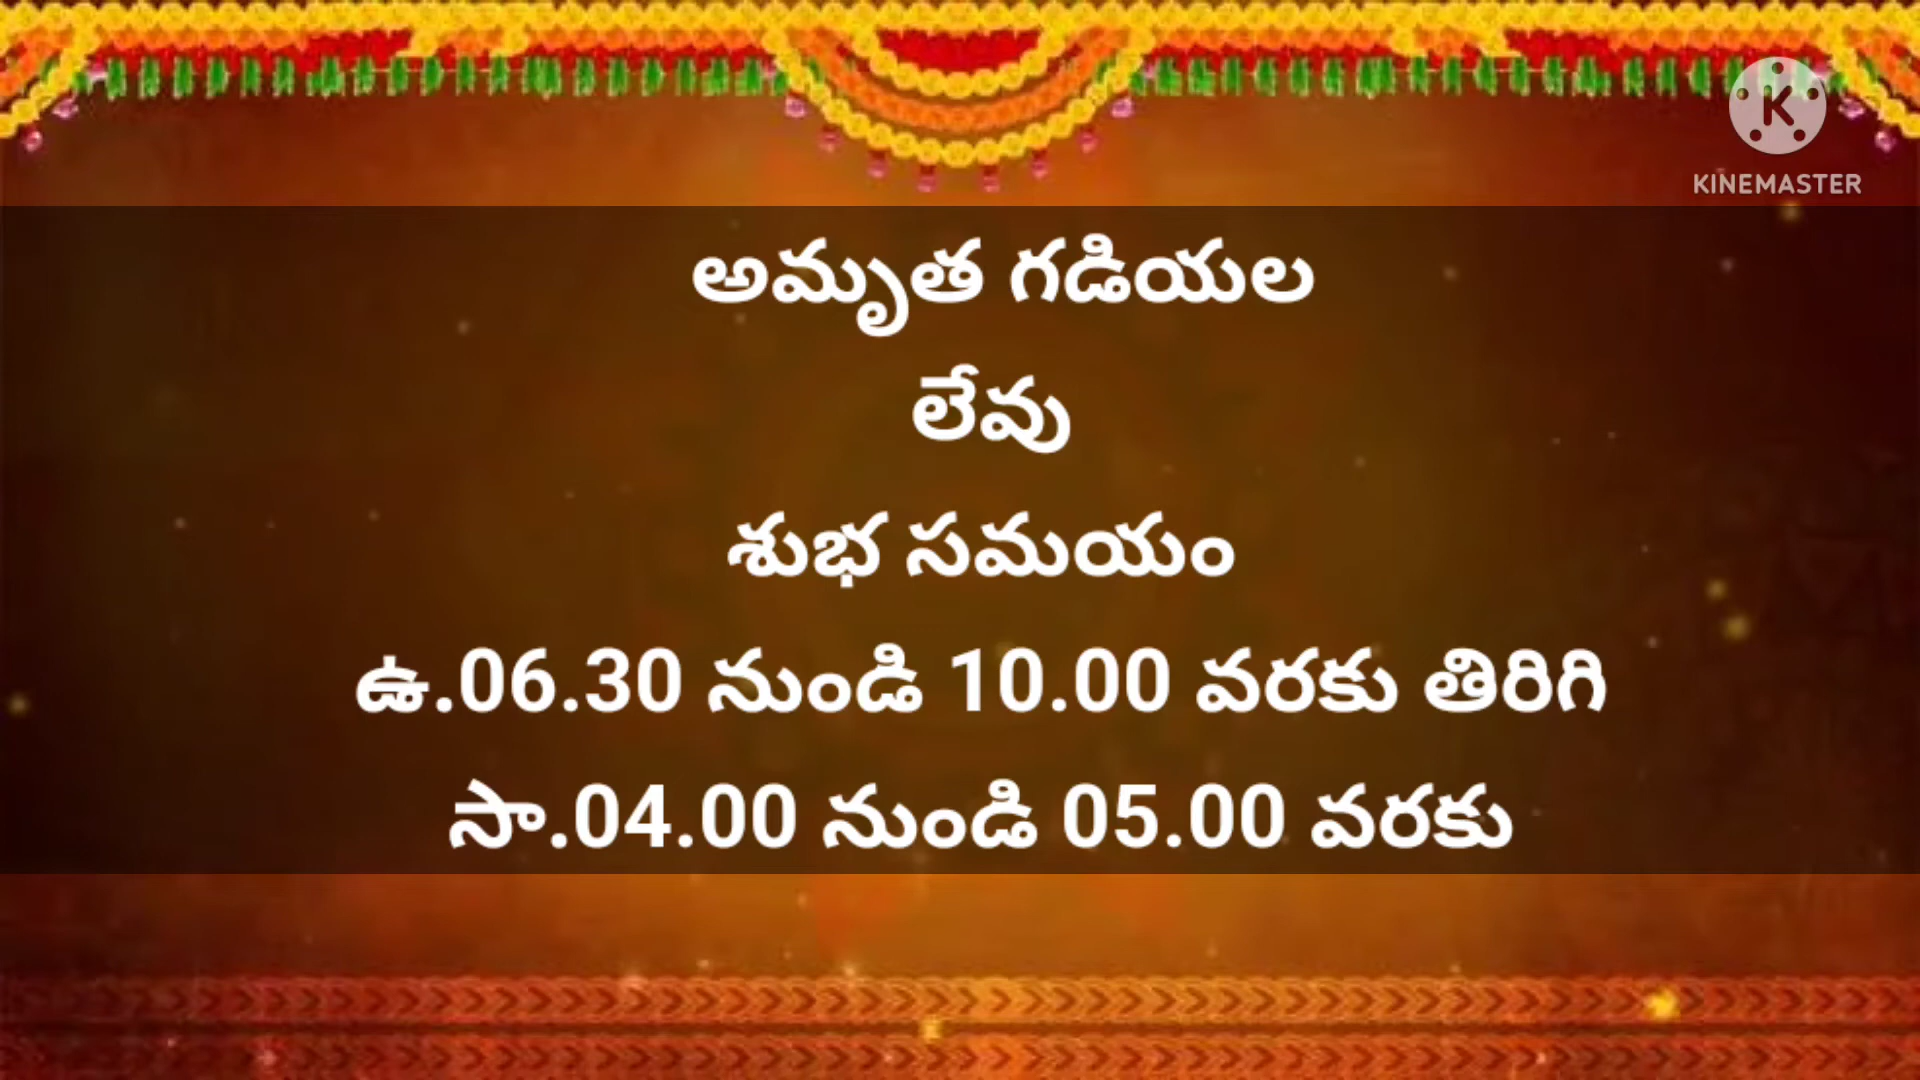 KINEMASTER
అమృత గడియల
లేవు
శుభ సమయం
ఉ.06.30 నుండి 10.00 వరకు తిరిగి
సా.04.00 నుండి 05.00 వరకు